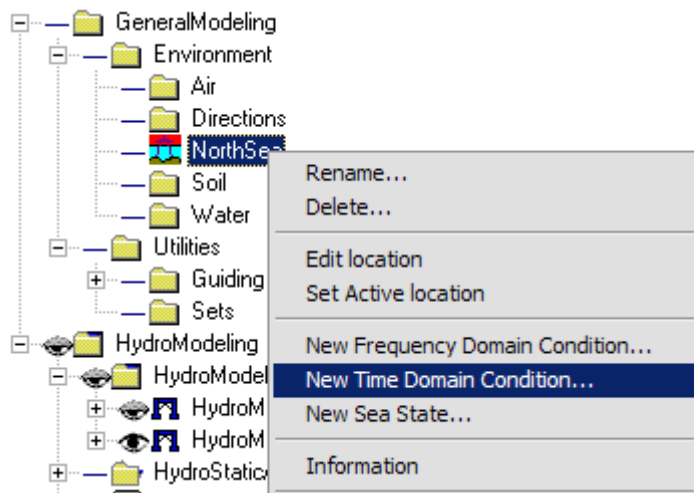 GeneralModeling
Environment
Air
Directions
NorthSea
Soil
Water
Utilities
Guiding
Sets
HydroModeling
HydroModel
HydroM
HydroM
HydroStatic
Rename...
Delete...
Edit location
Set Active location
New Frequency Domain Condition...
New Time Domain Condition...
New Sea State...
Information